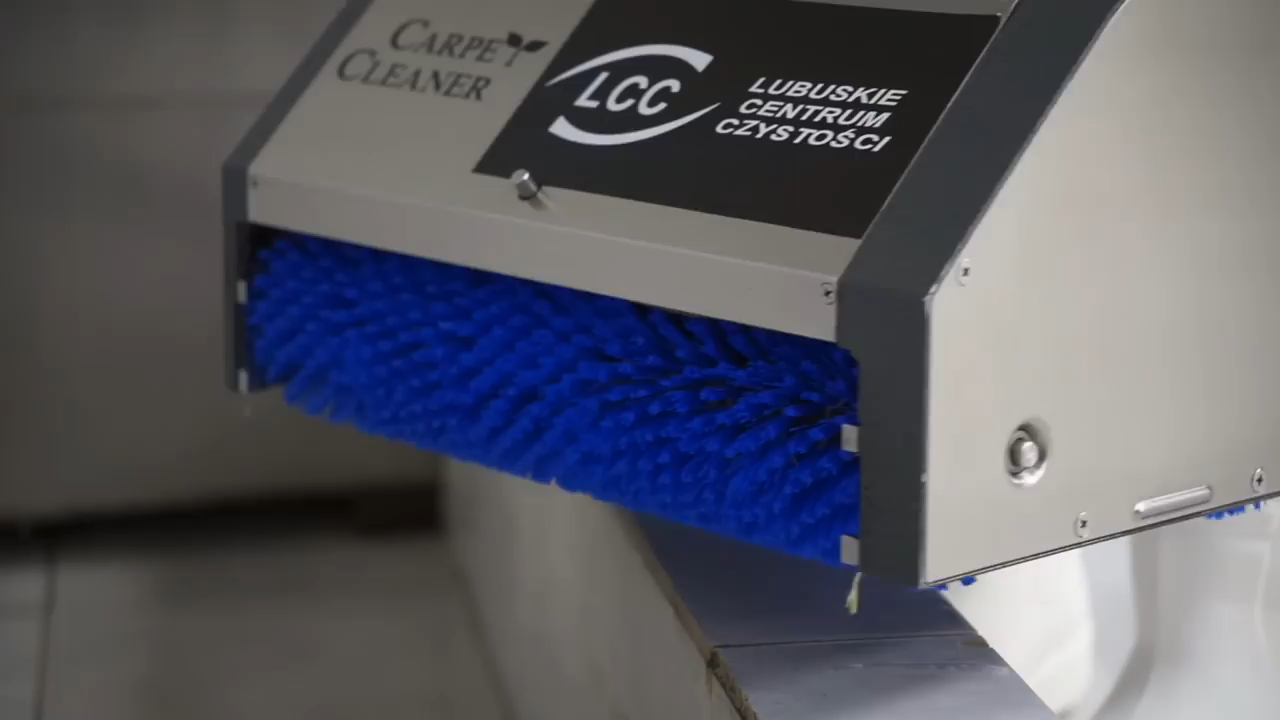 CARPET
CLEANER
LCC
LUBUSKIE
CENTRUM
CZYSTOŚCI